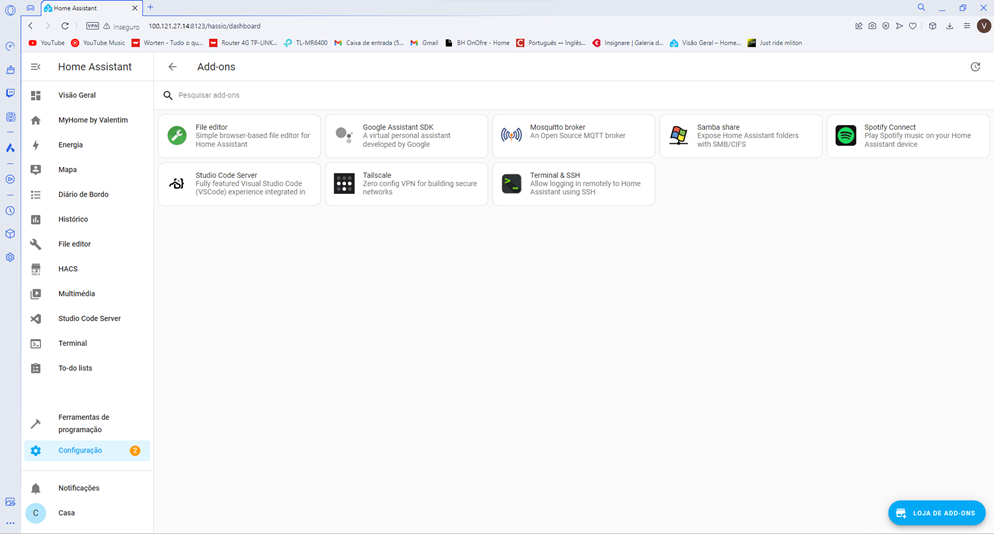 Home Assistant
VPN Inseguro 100.121.27.14:8123/hassio/dashboard
V
YouTube YouTube Music Worten - Tudo o qu... Router 4G TP-LINK... TL-MR6400 Caixa de entrada (5... Gmail BH OnOfre - Home Português ↔ Inglês... Insignare | Galeria d... Visão Geral – Home... Just ride mliton
Home Assistant
Add-ons
Pesquisar add-ons
Visão Geral
MyHome by Valentim
Energia
Mapa
Diário de Bordo
Histórico
File editor
HACS
Multimédia
Studio Code Server
Terminal
To-do lists
Ferramentas de
programação
Configuração 2
Notificações
C Casa
File editor
Simple browser-based file editor for
Home Assistant
Google Assistant SDK
A virtual personal assistant
developed by Google
Mosquitto broker
An Open Source MQTT broker
Samba share
Expose Home Assistant folders
with SMB/CIFS
Spotify Connect
Play Spotify music on your Home
Assistant device
Studio Code Server
Fully featured Visual Studio Code
(VSCode) experience integrated in
Tailscale
Zero config VPN for building secure
networks
Terminal & SSH
Allow logging in remotely to Home
Assistant using SSH
LOJA DE ADD-ONS